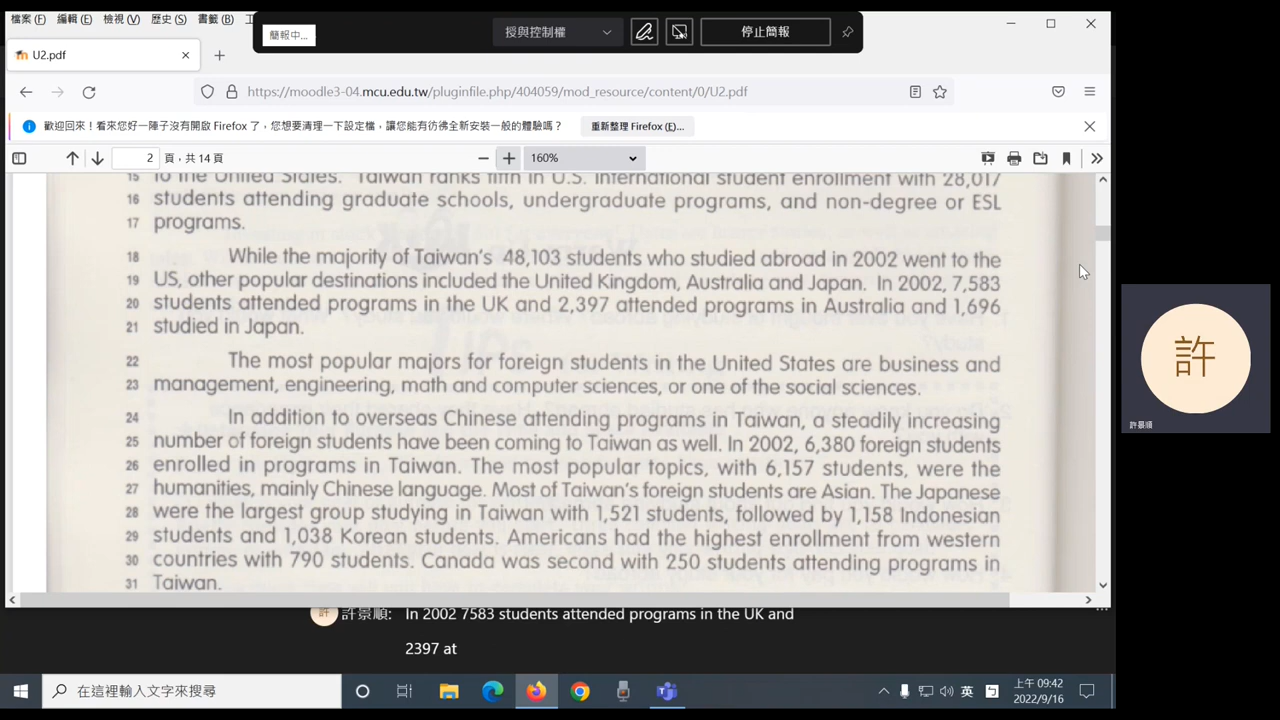 檔案(F) 編輯(E) 檢視(V) 歷史(S) 書籤(B)
簡報中...
授與控制權
停止簡報
U2.pdf
https://moodle3-04.mcu.edu.tw/pluginfile.php/404059/mod_resource/content/0/U2.pdf
歡迎回來！看來您好一陣子沒有開啟 Firefox 了，您想要清理一下設定檔，讓您能有彷彿全新安裝一般的體驗嗎？
重新整理 Firefox (E)...
2 頁，共 14 頁
160%
15 to the United States. Taiwan ranks fifth in U.S. international student enrollment with 28,017
16 students attending graduate schools, undergraduate programs, and non-degree or ESL
17 programs.
18 While the majority of Taiwan's 48,103 students who studied abroad in 2002 went to the
19 US, other popular destinations included the United Kingdom, Australia and Japan. In 2002, 7,583
20 students attended programs in the UK and 2,397 attended programs in Australia and 1,696
21 studied in Japan.
22 The most popular majors for foreign students in the United States are business and
23 management, engineering, math and computer sciences, or one of the social sciences.
24 In addition to overseas Chinese attending programs in Taiwan, a steadily increasing
25 number of foreign students have been coming to Taiwan as well. In 2002, 6,380 foreign students
26 enrolled in programs in Taiwan. The most popular topics, with 6,157 students, were the
27 humanities, mainly Chinese language. Most of Taiwan's foreign students are Asian. The Japanese
28 were the largest group studying in Taiwan with 1,521 students, followed by 1,158 Indonesian
29 students and 1,038 Korean students. Americans had the highest enrollment from western
30 countries with 790 students. Canada was second with 250 students attending programs in
31 Taiwan.
許
許景順
許 許景順: In 2002 7583 students attended programs in the UK and
2397 at
在這裡輸入文字來搜尋
英
上午 09:42
2022/9/16